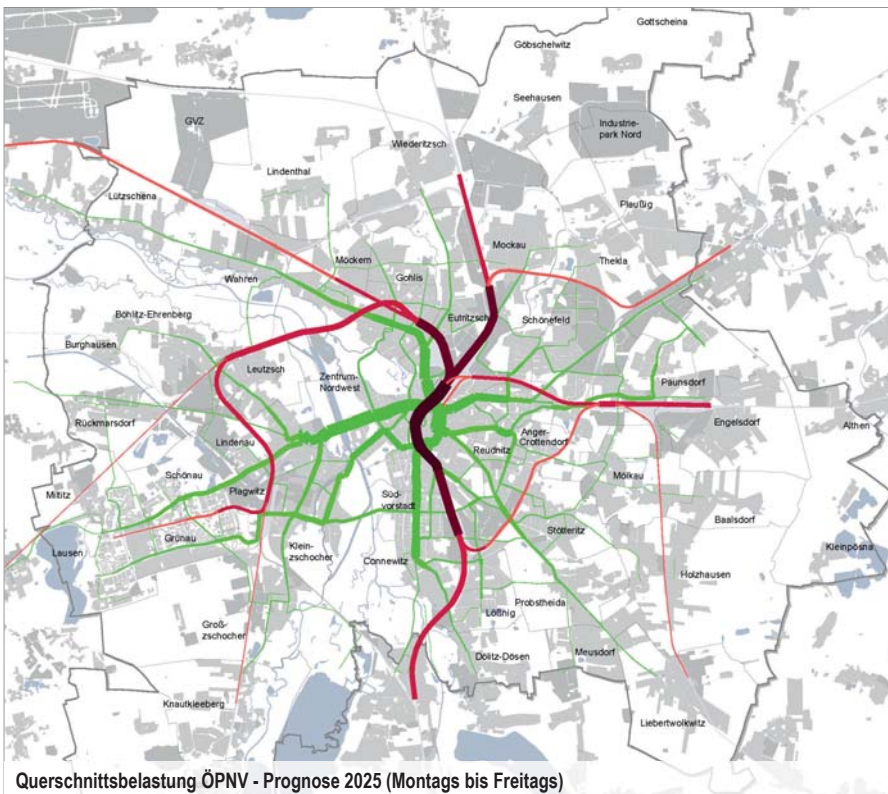 Gottscheina
Göbschelwitz
Seehausen
GVZ
Industrie-
park Nord
Wiederitzsch
Lindenthal
Lützschena
Plaußig
Mockau
Möckern
Thekla
Gohlis
Wahren
Eutritzsch
Böhlitz-Ehrenberg
Schönefeld
Burghausen
Leutzsch
Zentrum-
Nordwest
Paunsdorf
Rückmarsdorf
Engelsdorf
Althen
Lindenau
Anger-
Crottendorf
Reudnitz
Schönau
Mölkau
Miltitz
Plagwitz
Süd-
vorstadt
Baalsdorf
Grünau
Stötteritz
Lausen
Klein-
zschocher
Connewitz
Kleinpösna
Holzhausen
Probstheida
Lößnig
Groß-
zschocher
Dölitz-Dösen
Meusdorf
Knautkleeberg
Liebertwolkwitz
Querschnittsbelastung ÖPNV - Prognose 2025 (Montags bis Freitags)